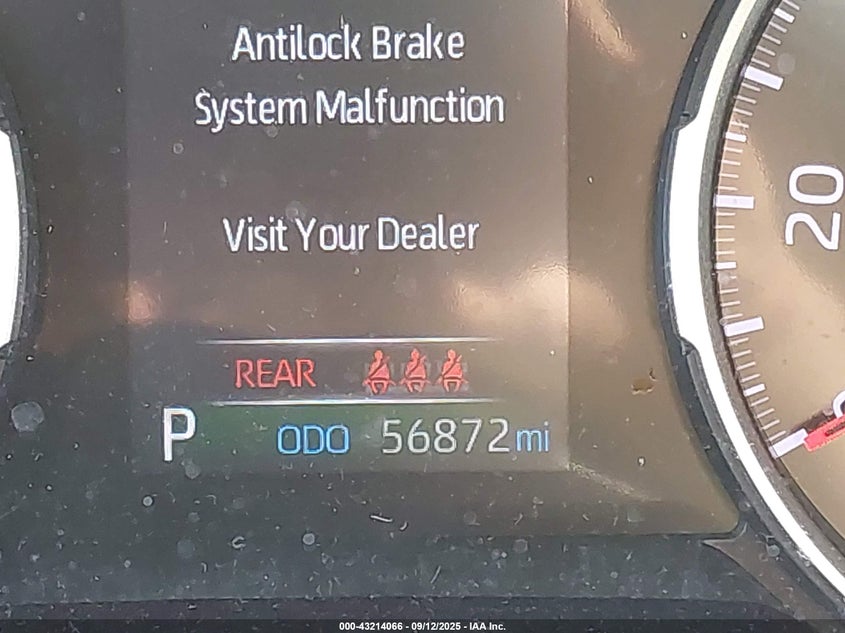 Antilock Brake
System Malfunction
Visit Your Dealer
20
REAR
P ODO 56872 mi
000-43214066 - 09/12/2025 - IAA Inc.